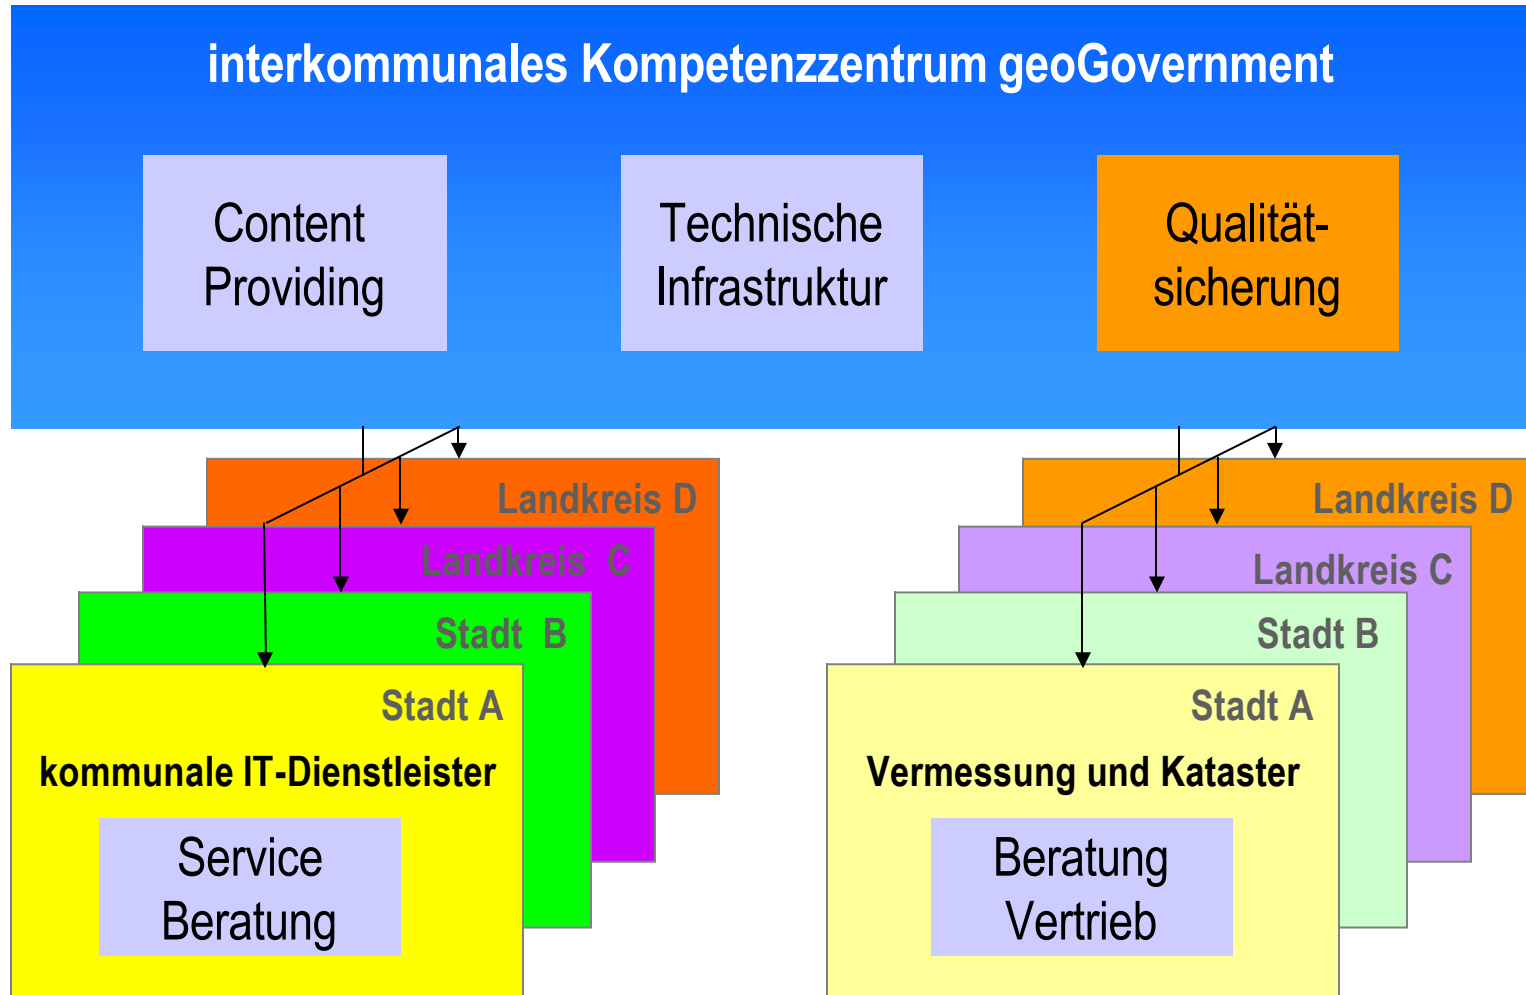 interkommunales Kompetenzzentrum geoGovernment
Content
Providing
Technische
Infrastruktur
Qualität-
sicherung
Landkreis D
Landkreis C
Stadt B
Stadt A
kommunale IT-Dienstleister
Service
Beratung
Landkreis D
Landkreis C
Stadt B
Stadt A
Vermessung und Kataster
Beratung
Vertrieb